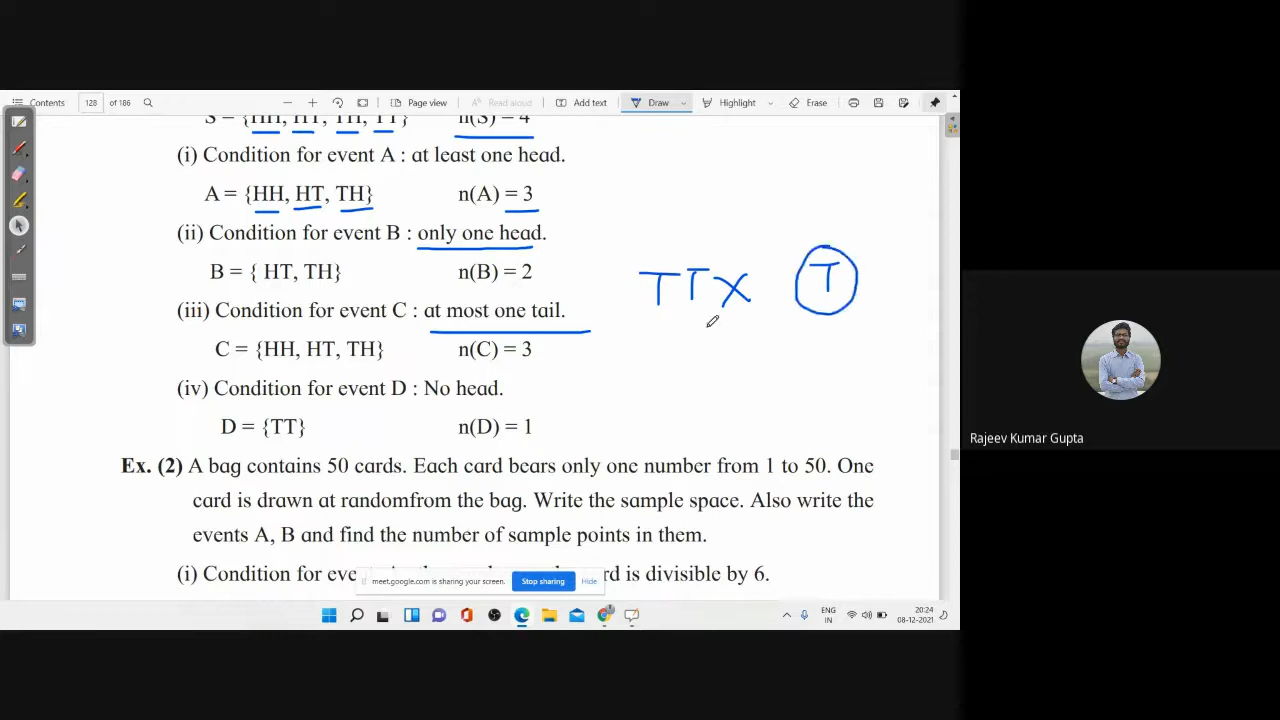 Contents 128 of 186 Page view Read aloud Add text Draw Highlight Erase
S = {HH, HT, TH, TT} n(S) = 4
(i) Condition for event A : at least one head.
A = {HH, HT, TH} n(A) = 3
(ii) Condition for event B : only one head.
B = { HT, TH} n(B) = 2
TTX T
(iii) Condition for event C : at most one tail.
C = {HH, HT, TH} n(C) = 3
(iv) Condition for event D : No head.
D = {TT} n(D) = 1
Ex. (2) A bag contains 50 cards. Each card bears only one number from 1 to 50. One
card is drawn at randomfrom the bag. Write the sample space. Also write the
events A, B and find the number of sample points in them.
(i) Condition for eve rd is divisible by 6.
meet.google.com is sharing your screen. Stop sharing Hide
ENG
IN
20:24
08-12-2021
Rajeev Kumar Gupta